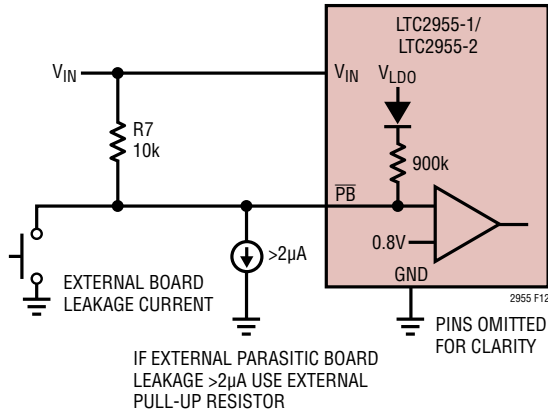 LTC2955-1/
LTC2955-2
VIN
VIN
VLDO
R7
10k
900k
PB
>2µA
0.8V
GND
EXTERNAL BOARD
LEAKAGE CURRENT
2955 F12
PINS OMITTED
FOR CLARITY
IF EXTERNAL PARASITIC BOARD
LEAKAGE >2µA USE EXTERNAL
PULL-UP RESISTOR